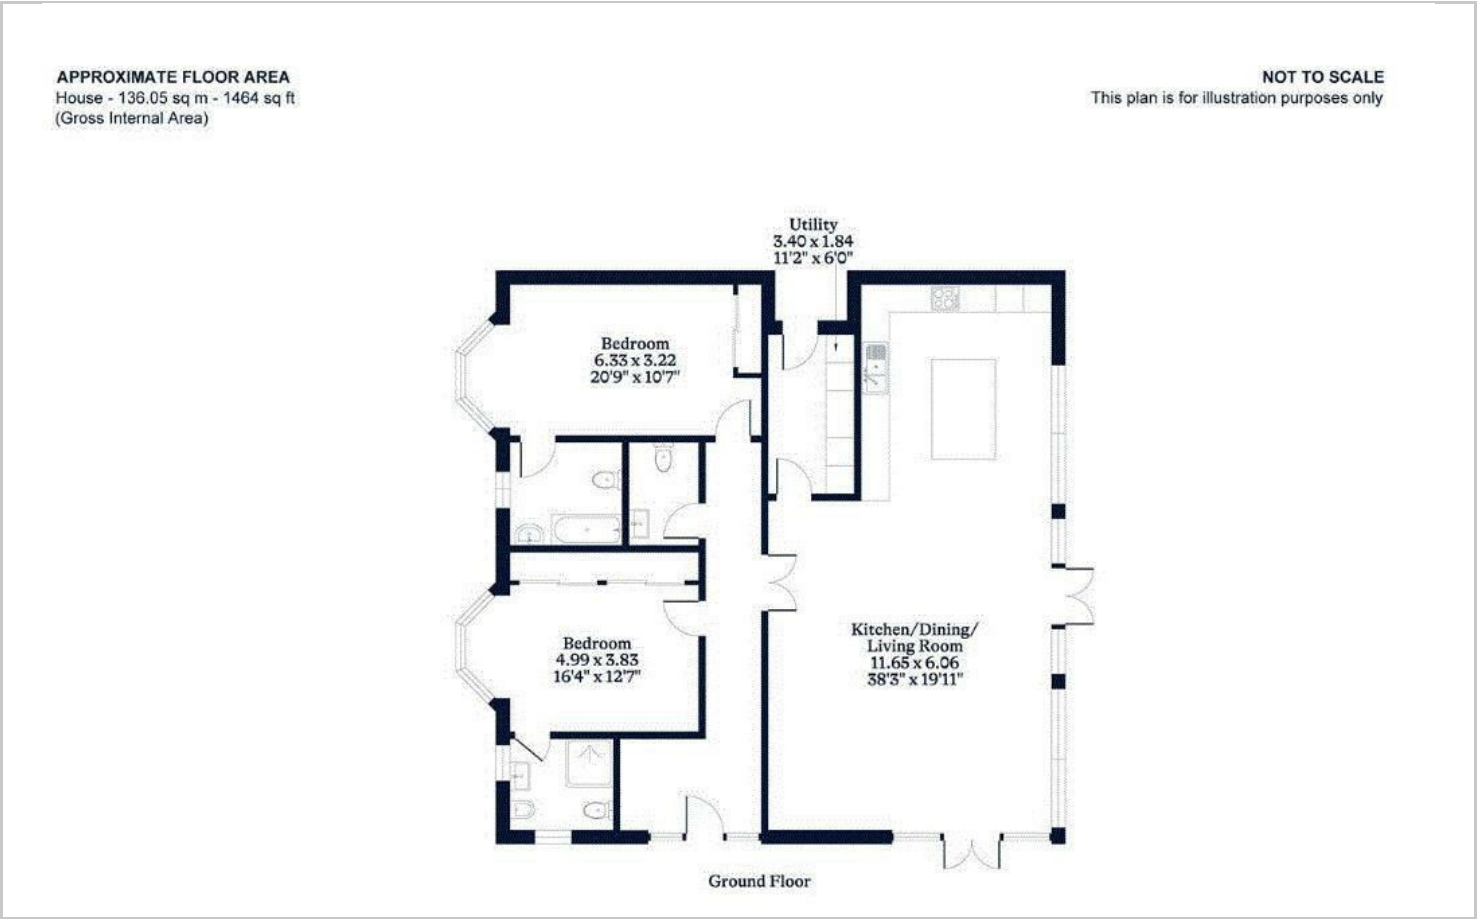 APPROXIMATE FLOOR AREA
House - 136.05 sq m - 1464 sq ft
(Gross Internal Area)
NOT TO SCALE
This plan is for illustration purposes only
Utility
3.40 x 1.84
11'2" x 6'0"
Bedroom
6.33 x 3.22
20'9" x 10'7"
Kitchen/Dining/
Living Room
11.65 x 6.06
38'3" x 19'11"
Bedroom
4.99 x 3.83
16'4" x 12'7"
Ground Floor